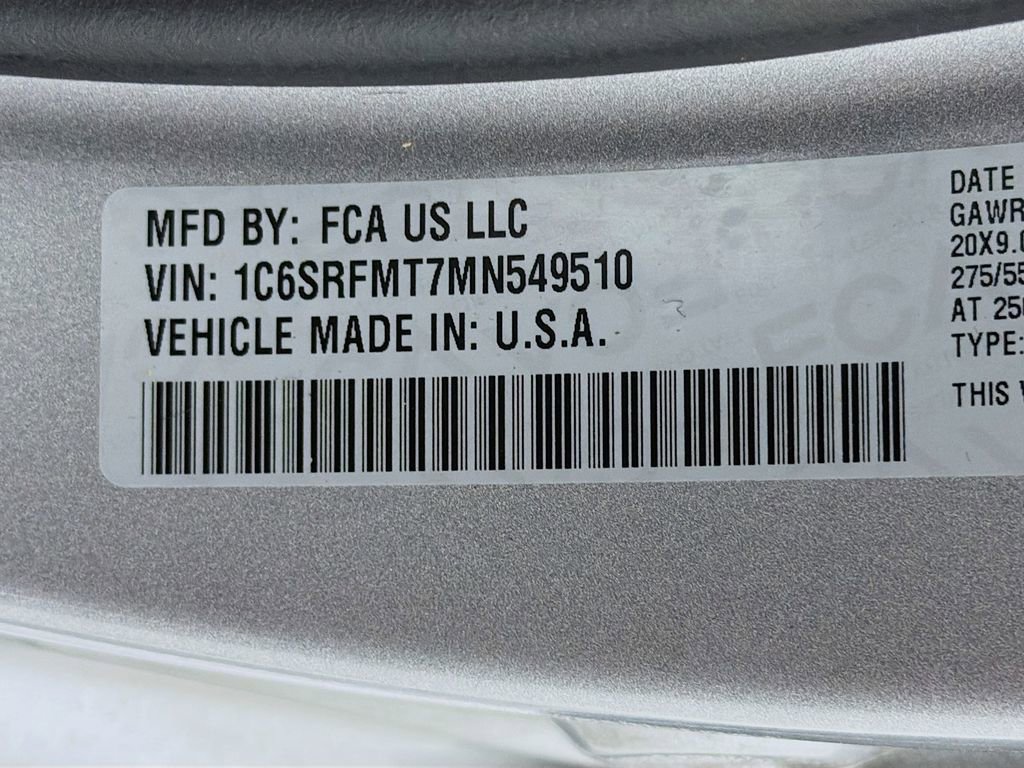 MFD BY: FCA US LLC
VIN: 1C6SRFMT7MN549510
VEHICLE MADE IN: U.S.A.
DATE
GAWR
20X9.
275/55
AT 25
TYPE:
THIS